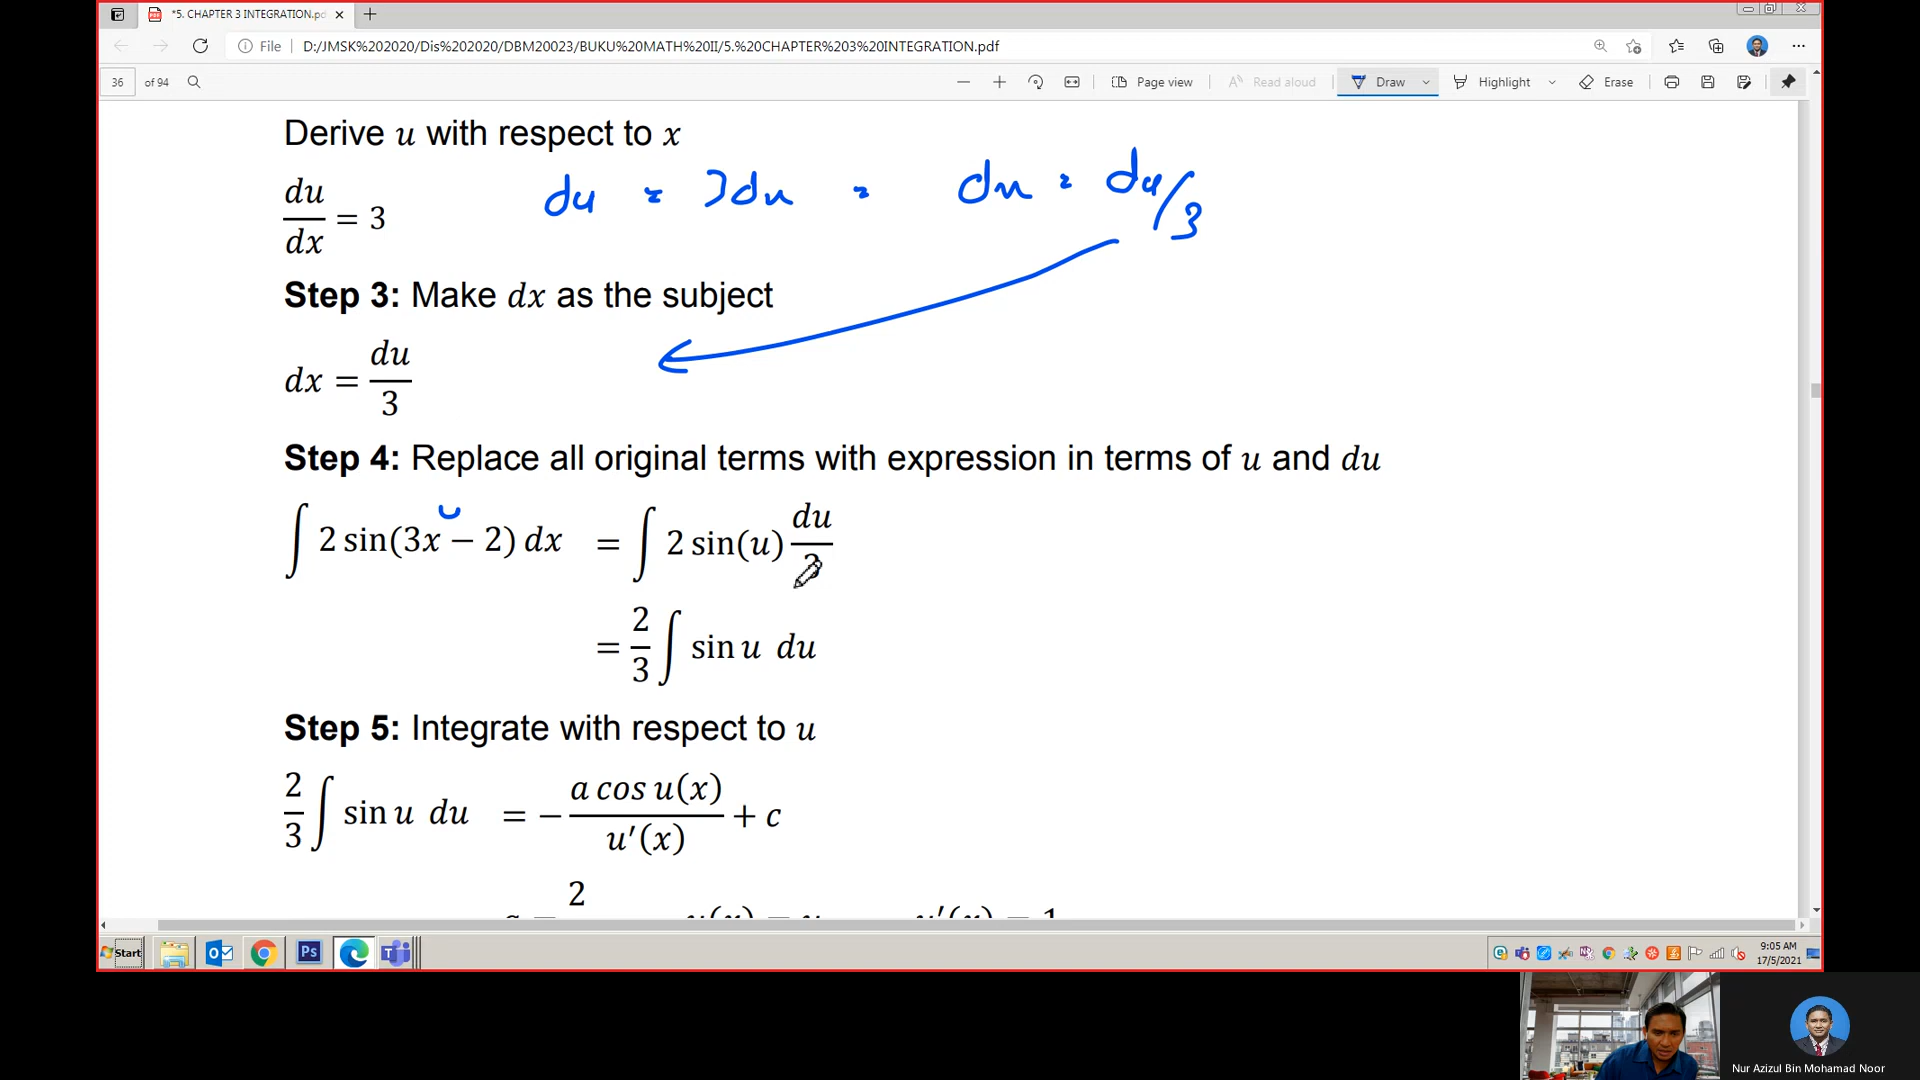 *5. CHAPTER 3 INTEGRATION.pd
File D:/JMSK%202020/Dis%202020/DBM20023/BUKU%20MATH%20II/5.%20CHAPTER%203%20INTEGRATION.pdf
36 of 94 Page view Read aloud Draw Highlight Erase
Derive u with respect to x
du/dx = 3
du = 3dx = dx = du/3
Step 3: Make dx as the subject
dx = du/3
Step 4: Replace all original terms with expression in terms of u and du
u
∫ 2 sin(3x − 2) dx = ∫ 2 sin(u) du/3
= 2/3 ∫ sin u du
Step 5: Integrate with respect to u
2/3 ∫ sin u du = − a cos u(x)/u′(x) + c
2
u(x) = u u′(x) = 1
Start
Ps
9:05 AM
17/5/2021
Nur Azizul Bin Mohamad Noor